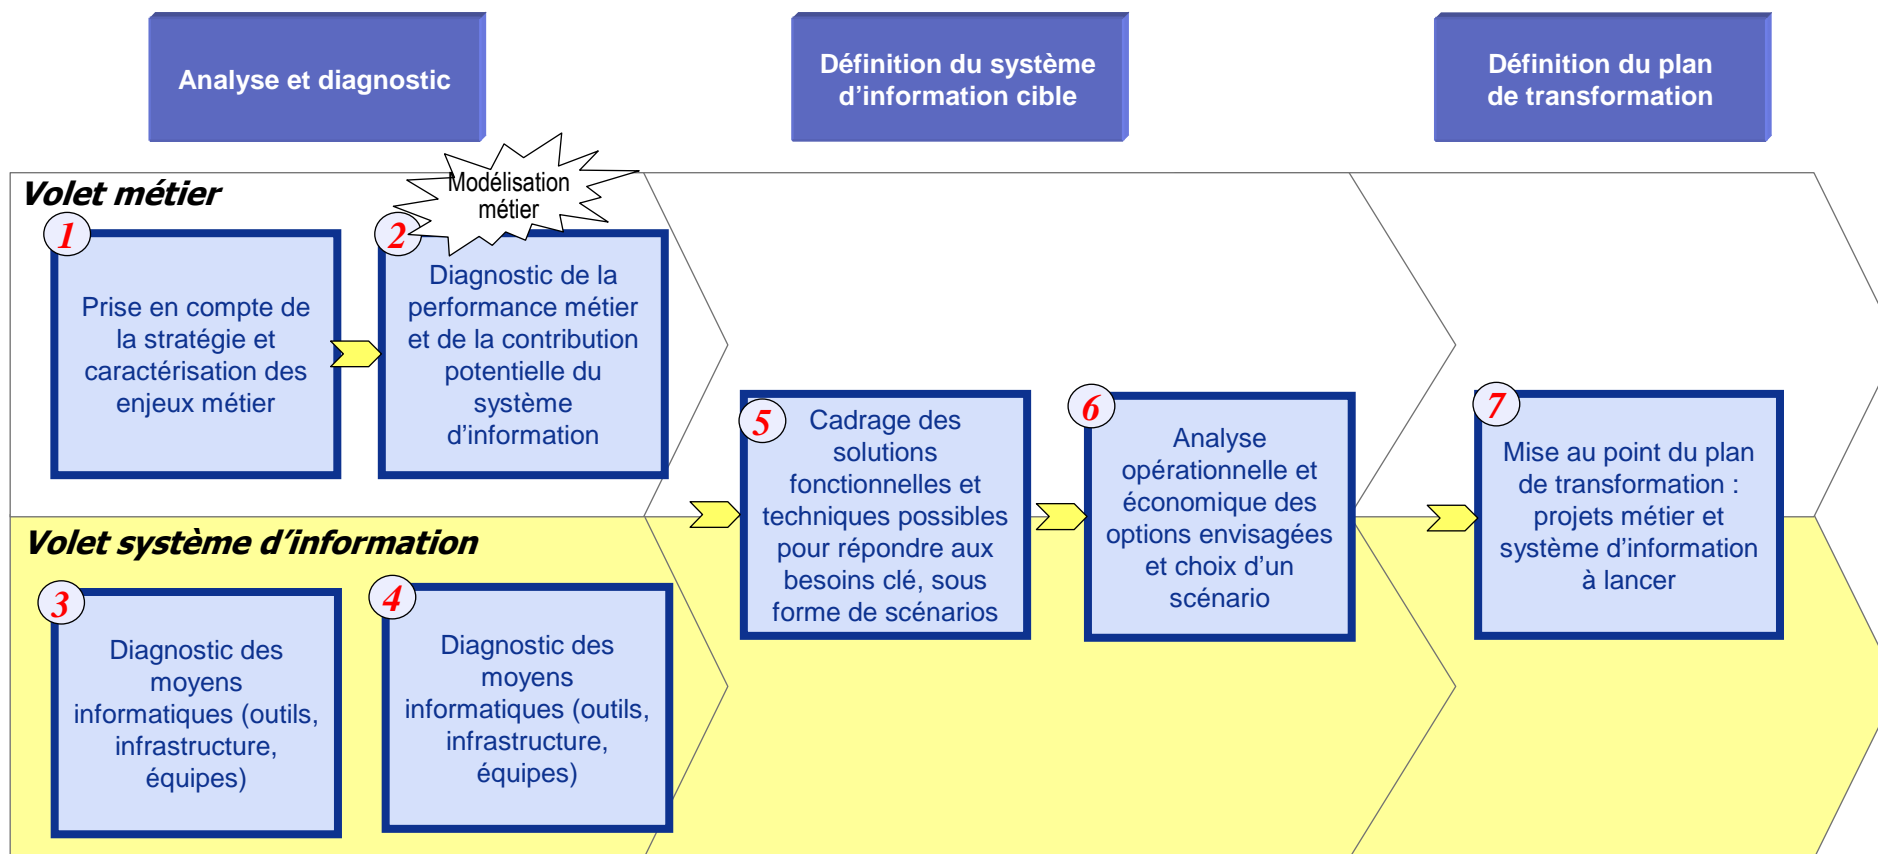 Analyse et diagnostic
Définition du système
d’information cible
Définition du plan
de transformation
Volet métier
Modélisation
métier
1
Prise en compte de
la stratégie et
caractérisation des
enjeux métier
2
Diagnostic de la
performance métier
et de la contribution
potentielle du
système
d’information
Volet système d’information
3
Diagnostic des
moyens
informatiques (outils,
infrastructure,
équipes)
4
Diagnostic des
moyens
informatiques (outils,
infrastructure,
équipes)
5
Cadrage des
solutions
fonctionnelles et
techniques possibles
pour répondre aux
besoins clé, sous
forme de scénarios
6
Analyse
opérationnelle et
économique des
options envisagées
et choix d’un
scénario
7
Mise au point du plan
de transformation :
projets métier et
système d’information
à lancer